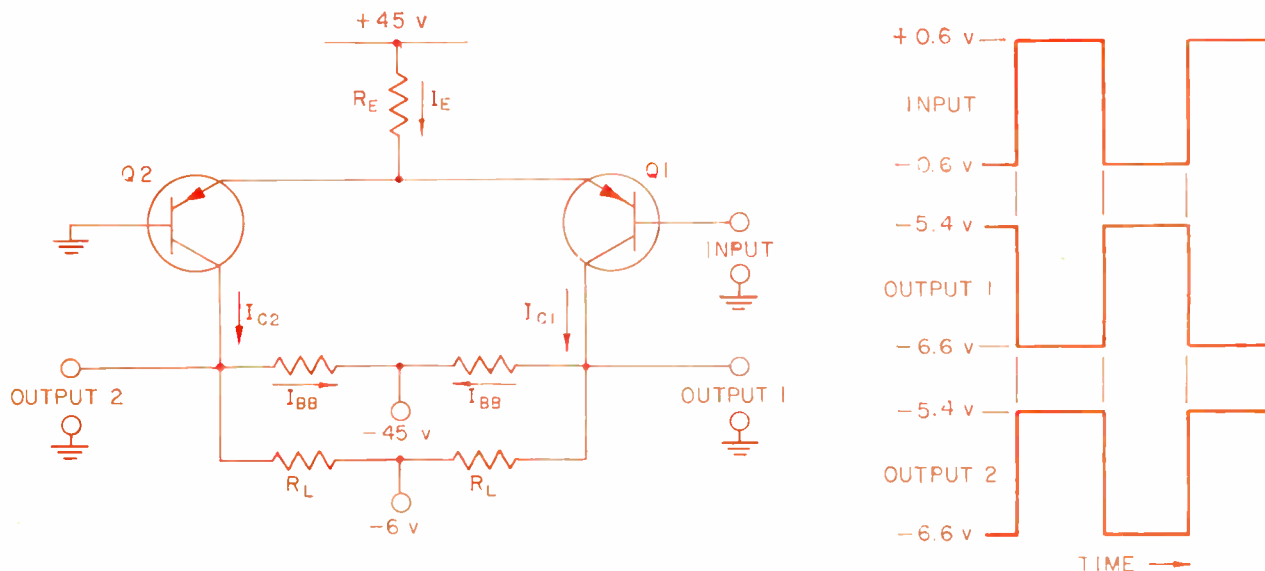 +45 v
R_E
I_E
Q2
Q1
INPUT
I_C2
I_C1
OUTPUT 2
I_BB
I_BB
OUTPUT 1
-45 v
R_L
R_L
-6 v
+0.6 v
INPUT
-0.6 v
-5.4 v
OUTPUT 1
-6.6 v
-5.4 v
OUTPUT 2
-6.6 v
TIME